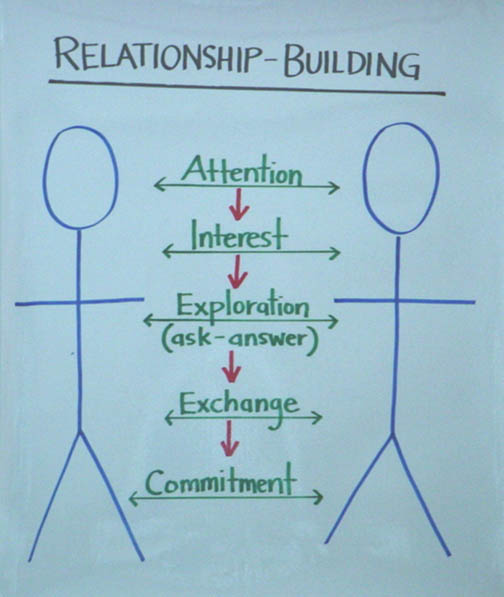 RELATIONSHIP-BUILDING
Attention
Interest
Exploration
(ask-answer)
Exchange
Commitment